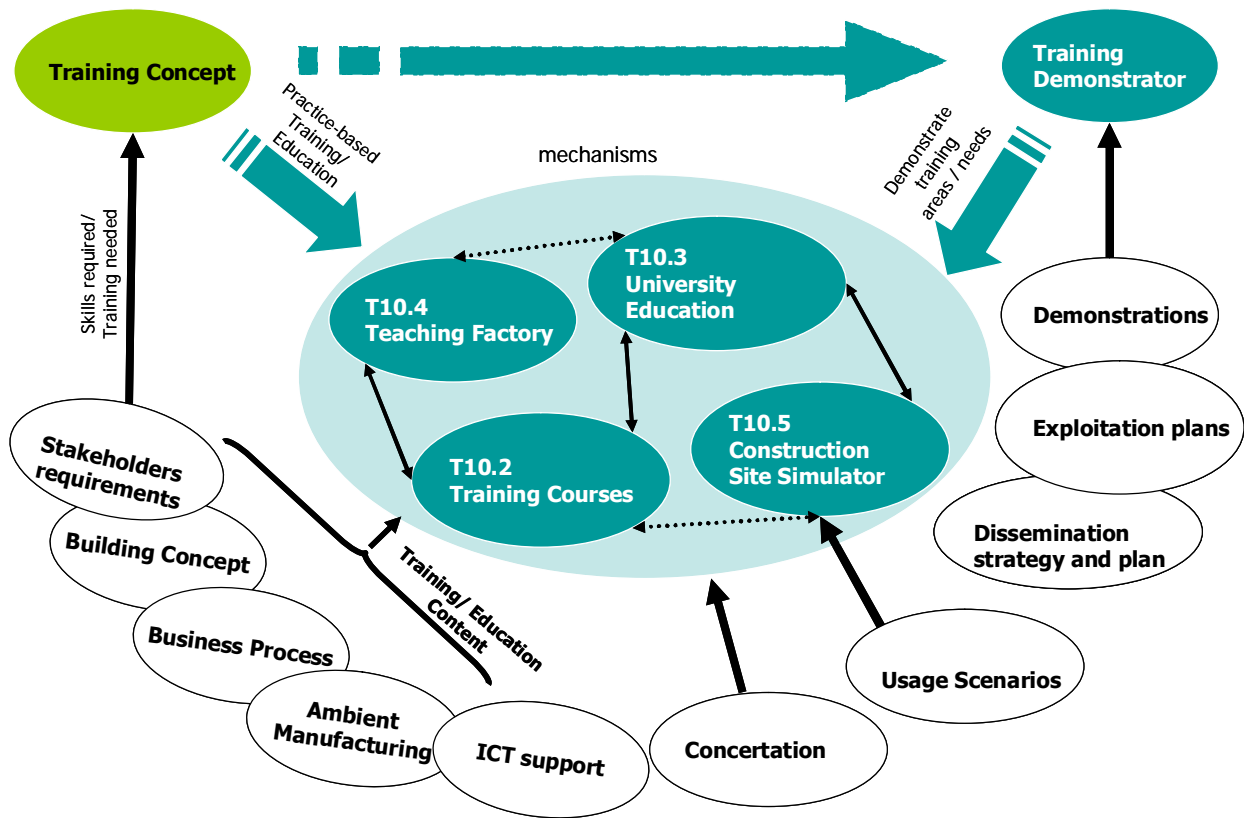 Training Concept
Training
Demonstrator
Practice-based
Training/
Education
Demonstrate
training
areas / needs
mechanisms
Skills required/
Training needed
T10.3
University
Education
T10.4
Teaching Factory
T10.5
Construction
Site Simulator
T10.2
Training Courses
Demonstrations
Exploitation plans
Dissemination
strategy and plan
Stakeholders
requirements
Building Concept
Business Process
Ambient
Manufacturing
ICT support
Training/ Education
Content
Concertation
Usage Scenarios